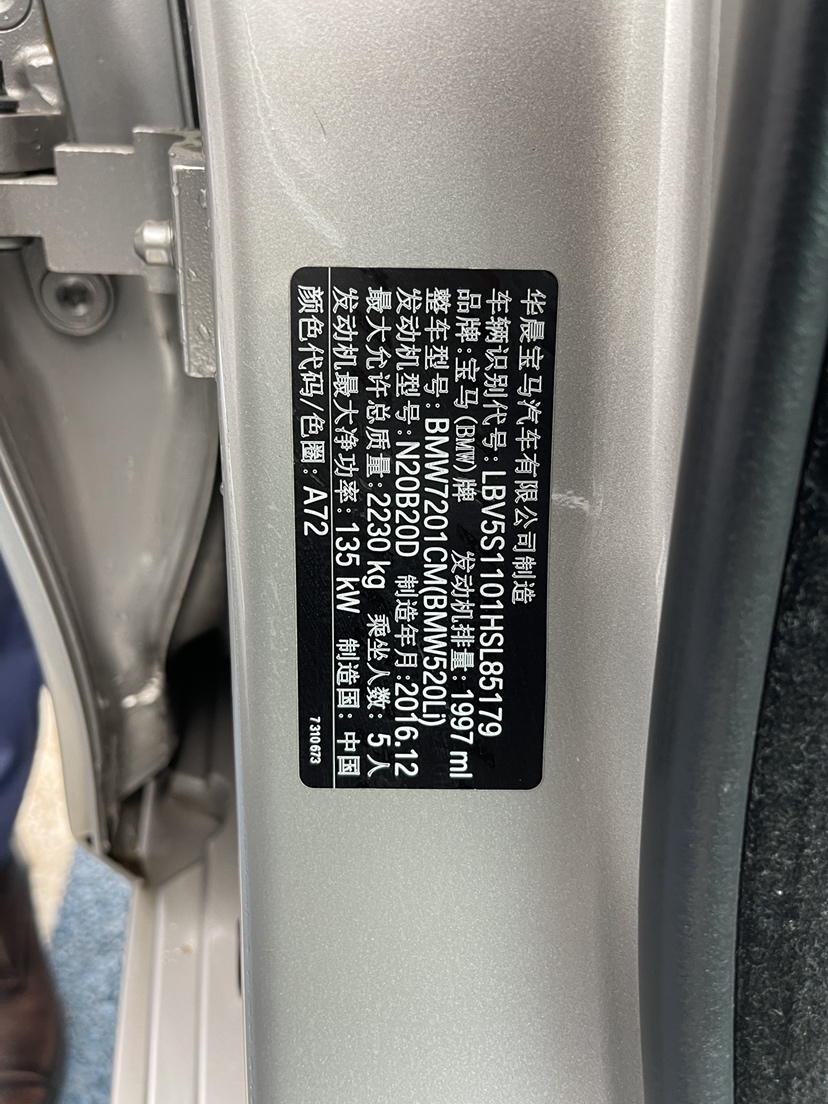 华晨宝马汽车有限公司制造
车辆识别代号: LBV5S1101HSL85179
品牌:宝马(BMW)牌 发动机排量: 1997 ml
整车型号: BMW7201CM(BMW520Li)
发动机型号: N20B20D 制造年月:2016.12
最大允许总质量:2230 kg 乘坐人数: 5 人
发动机最大净功率: 135 kW 制造国: 中国
颜色代码/色圈: A72
7 310 673